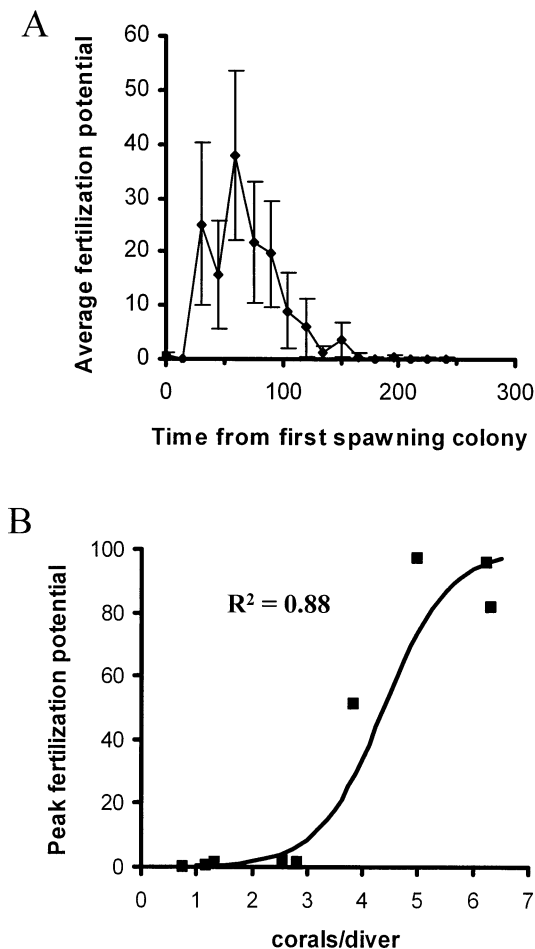 A
Average fertilization potential
60
50
40
30
20
10
0
0 100 200 300
Time from first spawning colony
B
Peak fertilization potential
100
80
60
40
20
0
R² = 0.88
0 1 2 3 4 5 6 7
corals/diver